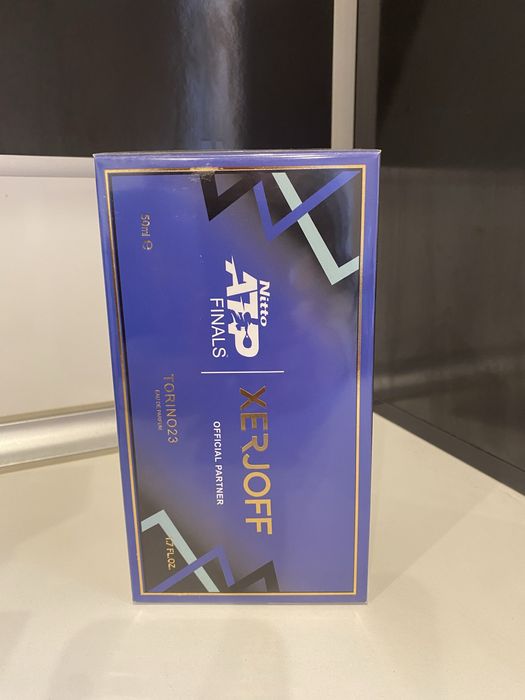 Nitto
ATP
FINALS
XERJOFF
OFFICIAL PARTNER
TORINO23
EAU DE PARFUM
50ml ℮
1.7 FL.OZ.